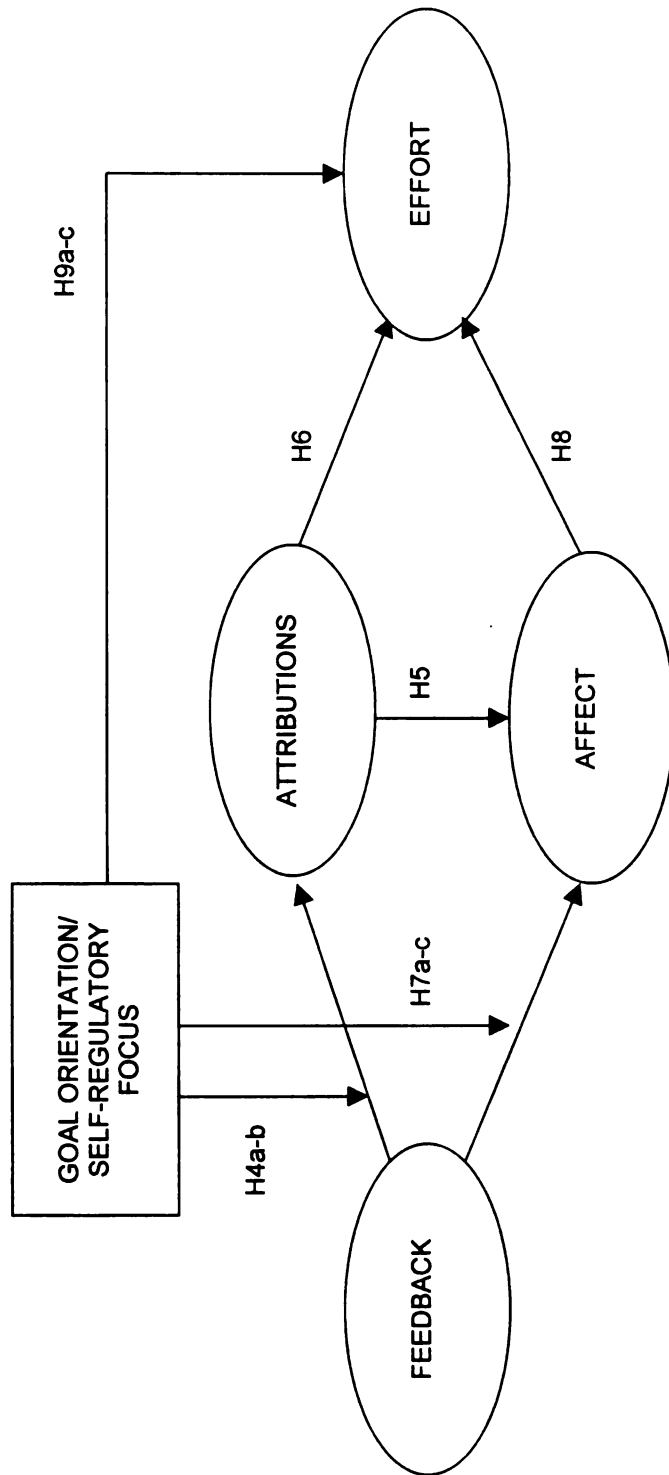 GOAL ORIENTATION/
SELF-REGULATORY
FOCUS
H9a-c
H4a-b
H7a-c
ATTRIBUTIONS
H6
EFFORT
H5
FEEDBACK
AFFECT
H8